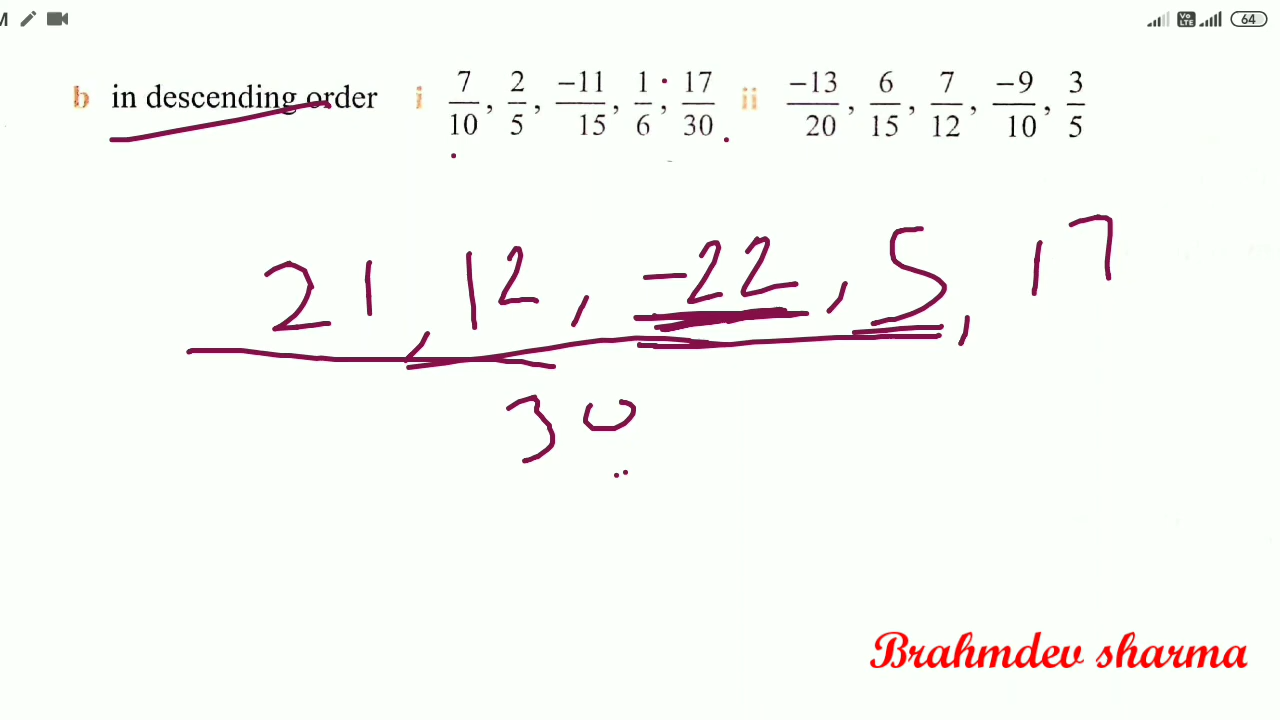 M 64
b in descending order i 7/10, 2/5, −11/15, 1/6, 17/30 ii −13/20, 6/15, 7/12, −9/10, 3/5
21, 12, -22, 5, 17
30
Brahmdev sharma